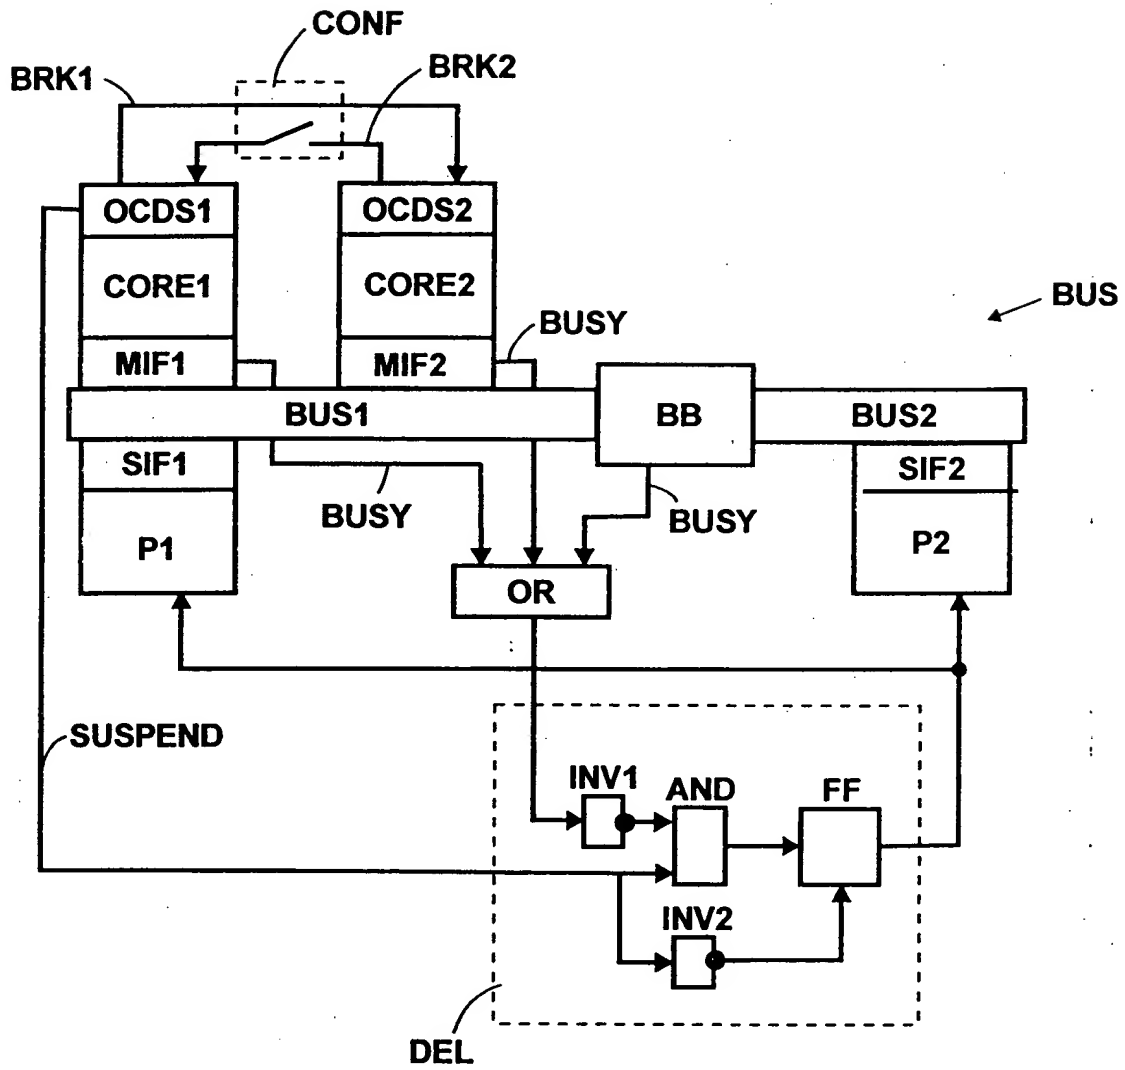 CONF
BRK1
BRK2
OCDS1
OCDS2
CORE1
CORE2
BUS
BUSY
MIF1
MIF2
BUS1
BB
BUS2
SIF1
SIF2
BUSY
BUSY
P1
P2
OR
SUSPEND
INV1
AND
FF
INV2
DEL